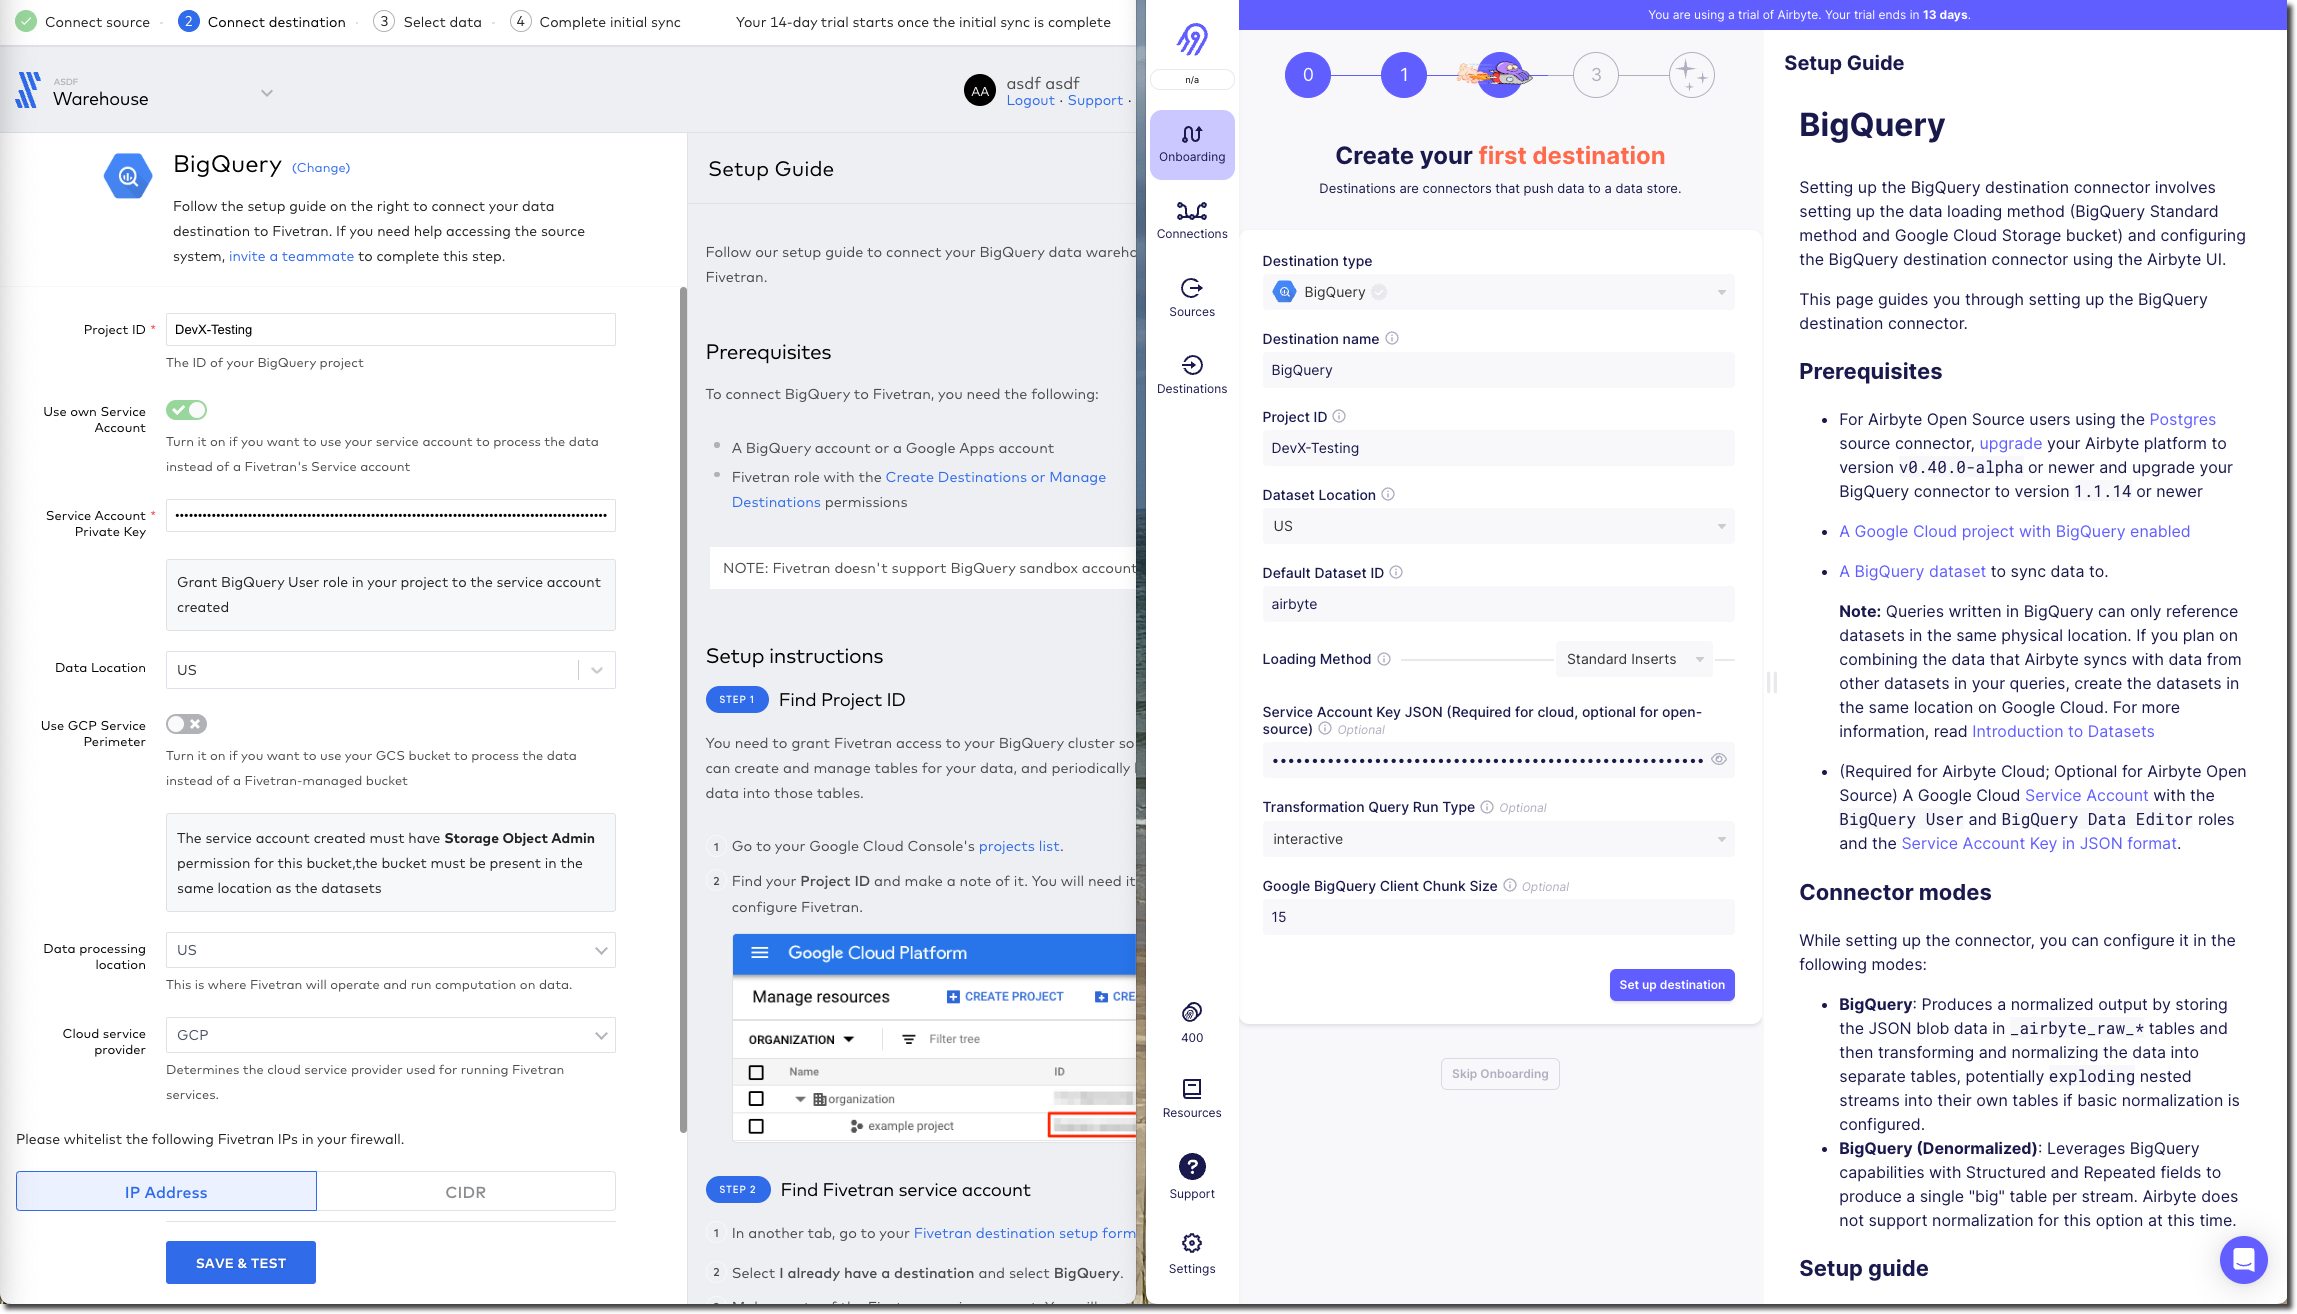 Connect source
2 Connect destination
3 Select data
4 Complete initial sync
Your 14-day trial starts once the initial sync is complete
ASDF
Warehouse
AA
asdf asdf
Logout · Support ·
BigQuery (Change)
Follow the setup guide on the right to connect your data
destination to Fivetran. If you need help accessing the source
system, invite a teammate to complete this step.
Project ID *
DevX-Testing
The ID of your BigQuery project
Use own Service
Account
Turn it on if you want to use your service account to process the data
instead of a Fivetran's Service account
Service Account *
Private Key
Grant BigQuery User role in your project to the service account
created
Data Location
US
Use GCP Service
Perimeter
Turn it on if you want to use your GCS bucket to process the data
instead of a Fivetran-managed bucket
The service account created must have Storage Object Admin
permission for this bucket,the bucket must be present in the
same location as the datasets
Data processing
location
US
This is where Fivetran will operate and run computation on data.
Cloud service
provider
GCP
Determines the cloud service provider used for running Fivetran
services.
Please whitelist the following Fivetran IPs in your firewall.
IP Address
CIDR
SAVE & TEST
Setup Guide
Follow our setup guide to connect your BigQuery data wareho
Fivetran.
Prerequisites
To connect BigQuery to Fivetran, you need the following:
A BigQuery account or a Google Apps account
Fivetran role with the Create Destinations or Manage
Destinations permissions
NOTE: Fivetran doesn't support BigQuery sandbox account
Setup instructions
STEP 1 Find Project ID
You need to grant Fivetran access to your BigQuery cluster so
can create and manage tables for your data, and periodically
data into those tables.
1 Go to your Google Cloud Console's projects list.
2 Find your Project ID and make a note of it. You will need it
configure Fivetran.
Google Cloud Platform
Manage resources
CREATE PROJECT
CRE
ORGANIZATION
Filter tree
Name
ID
organization
example project
STEP 2 Find Fivetran service account
1 In another tab, go to your Fivetran destination setup form
2 Select I already have a destination and select BigQuery.
n/a
Onboarding
Connections
Sources
Destinations
400
Resources
Support
Settings
You are using a trial of Airbyte. Your trial ends in 13 days.
0
1
3
Create your first destination
Destinations are connectors that push data to a data store.
Destination type
BigQuery
Destination name
BigQuery
Project ID
DevX-Testing
Dataset Location
US
Default Dataset ID
airbyte
Loading Method
Standard Inserts
Service Account Key JSON (Required for cloud, optional for open-
source) Optional
Transformation Query Run Type Optional
interactive
Google BigQuery Client Chunk Size Optional
15
Set up destination
Skip Onboarding
Setup Guide
BigQuery
Setting up the BigQuery destination connector involves
setting up the data loading method (BigQuery Standard
method and Google Cloud Storage bucket) and configuring
the BigQuery destination connector using the Airbyte UI.
This page guides you through setting up the BigQuery
destination connector.
Prerequisites
For Airbyte Open Source users using the Postgres
source connector, upgrade your Airbyte platform to
version v0.40.0-alpha or newer and upgrade your
BigQuery connector to version 1.1.14 or newer
A Google Cloud project with BigQuery enabled
A BigQuery dataset to sync data to.
Note: Queries written in BigQuery can only reference
datasets in the same physical location. If you plan on
combining the data that Airbyte syncs with data from
other datasets in your queries, create the datasets in
the same location on Google Cloud. For more
information, read Introduction to Datasets
(Required for Airbyte Cloud; Optional for Airbyte Open
Source) A Google Cloud Service Account with the
BigQuery User and BigQuery Data Editor roles
and the Service Account Key in JSON format.
Connector modes
While setting up the connector, you can configure it in the
following modes:
BigQuery: Produces a normalized output by storing
the JSON blob data in _airbyte_raw_* tables and
then transforming and normalizing the data into
separate tables, potentially exploding nested
streams into their own tables if basic normalization is
configured.
BigQuery (Denormalized): Leverages BigQuery
capabilities with Structured and Repeated fields to
produce a single "big" table per stream. Airbyte does
not support normalization for this option at this time.
Setup guide